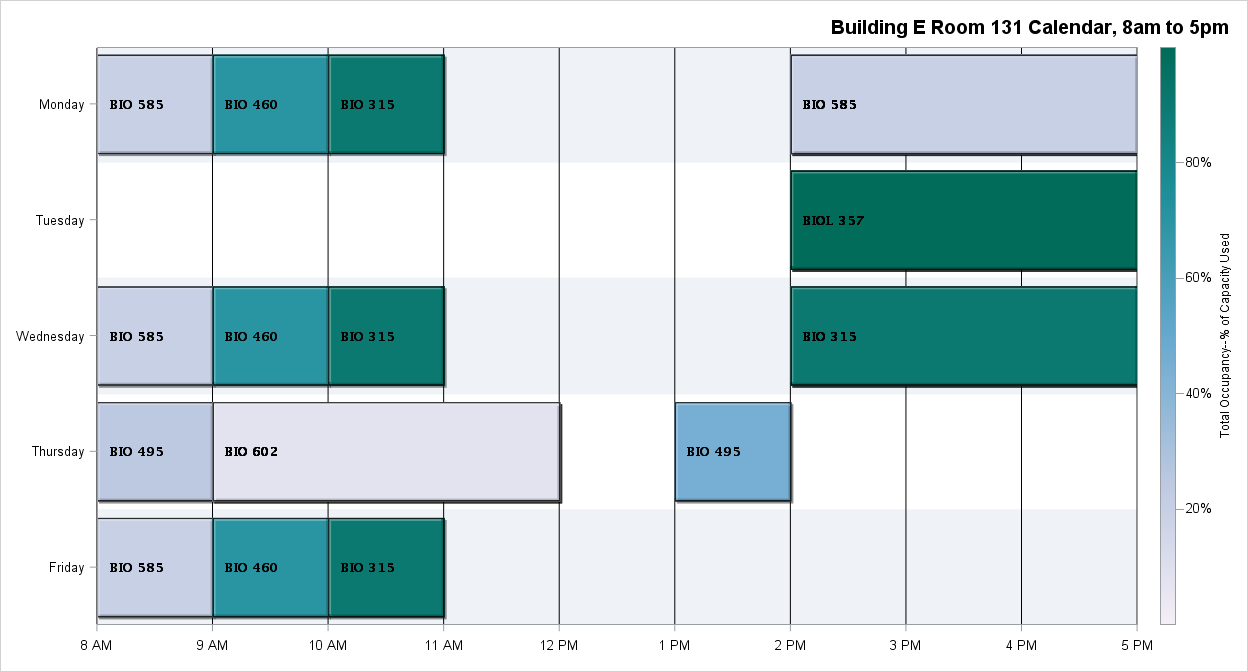 Building E Room 131 Calendar, 8am to 5pm
Monday
BIO 585
BIO 460
BIO 315
BIO 585
Tuesday
BIOL 357
Wednesday
BIO 585
BIO 460
BIO 315
BIO 315
Thursday
BIO 495
BIO 602
BIO 495
Friday
BIO 585
BIO 460
BIO 315
8 AM
9 AM
10 AM
11 AM
12 PM
1 PM
2 PM
3 PM
4 PM
5 PM
80%
60%
40%
20%
Total Occupancy--% of Capacity Used